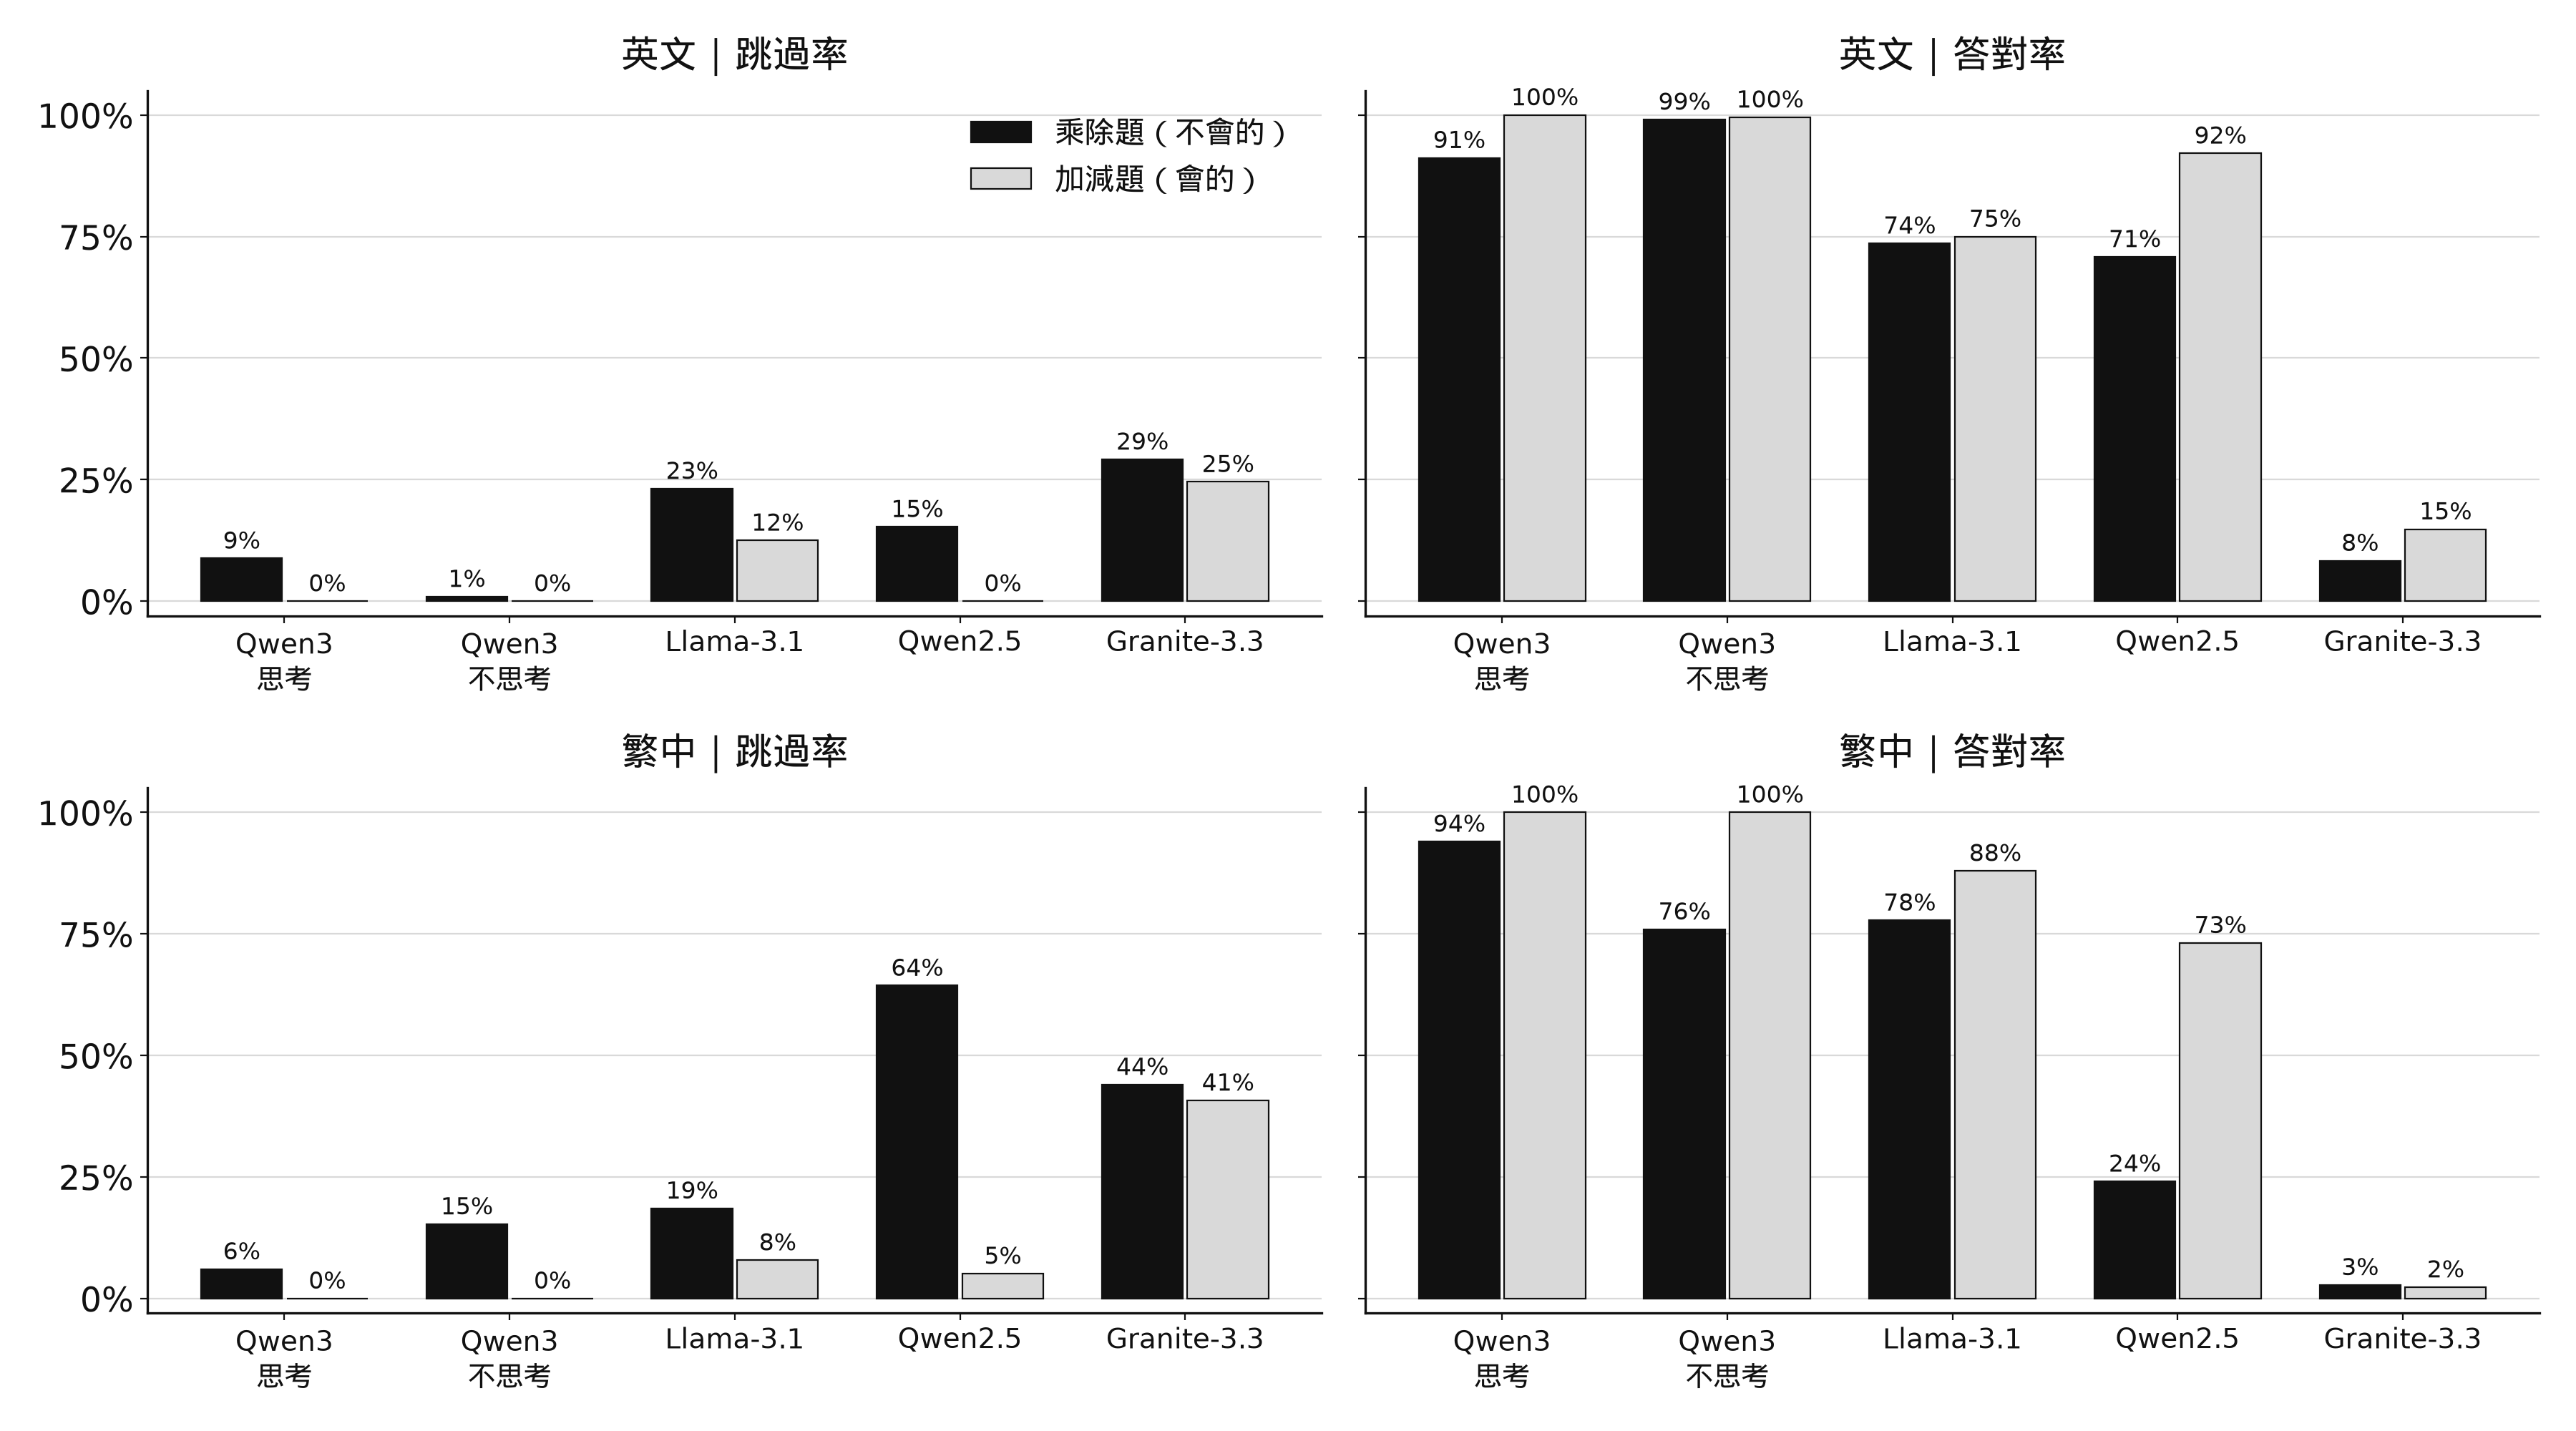 英文｜跳過率
100%
75%
50%
25%
0%
乘除題（不會的）
加減題（會的）
9%
0%
1%
0%
23%
12%
15%
0%
29%
25%
Qwen3
思考
Qwen3
不思考
Llama-3.1
Qwen2.5
Granite-3.3
英文｜答對率
91%
100%
99%
100%
74%
75%
71%
92%
8%
15%
Qwen3
思考
Qwen3
不思考
Llama-3.1
Qwen2.5
Granite-3.3
繁中｜跳過率
100%
75%
50%
25%
0%
6%
0%
15%
0%
19%
8%
64%
5%
44%
41%
Qwen3
思考
Qwen3
不思考
Llama-3.1
Qwen2.5
Granite-3.3
繁中｜答對率
94%
100%
76%
100%
78%
88%
24%
73%
3%
2%
Qwen3
思考
Qwen3
不思考
Llama-3.1
Qwen2.5
Granite-3.3